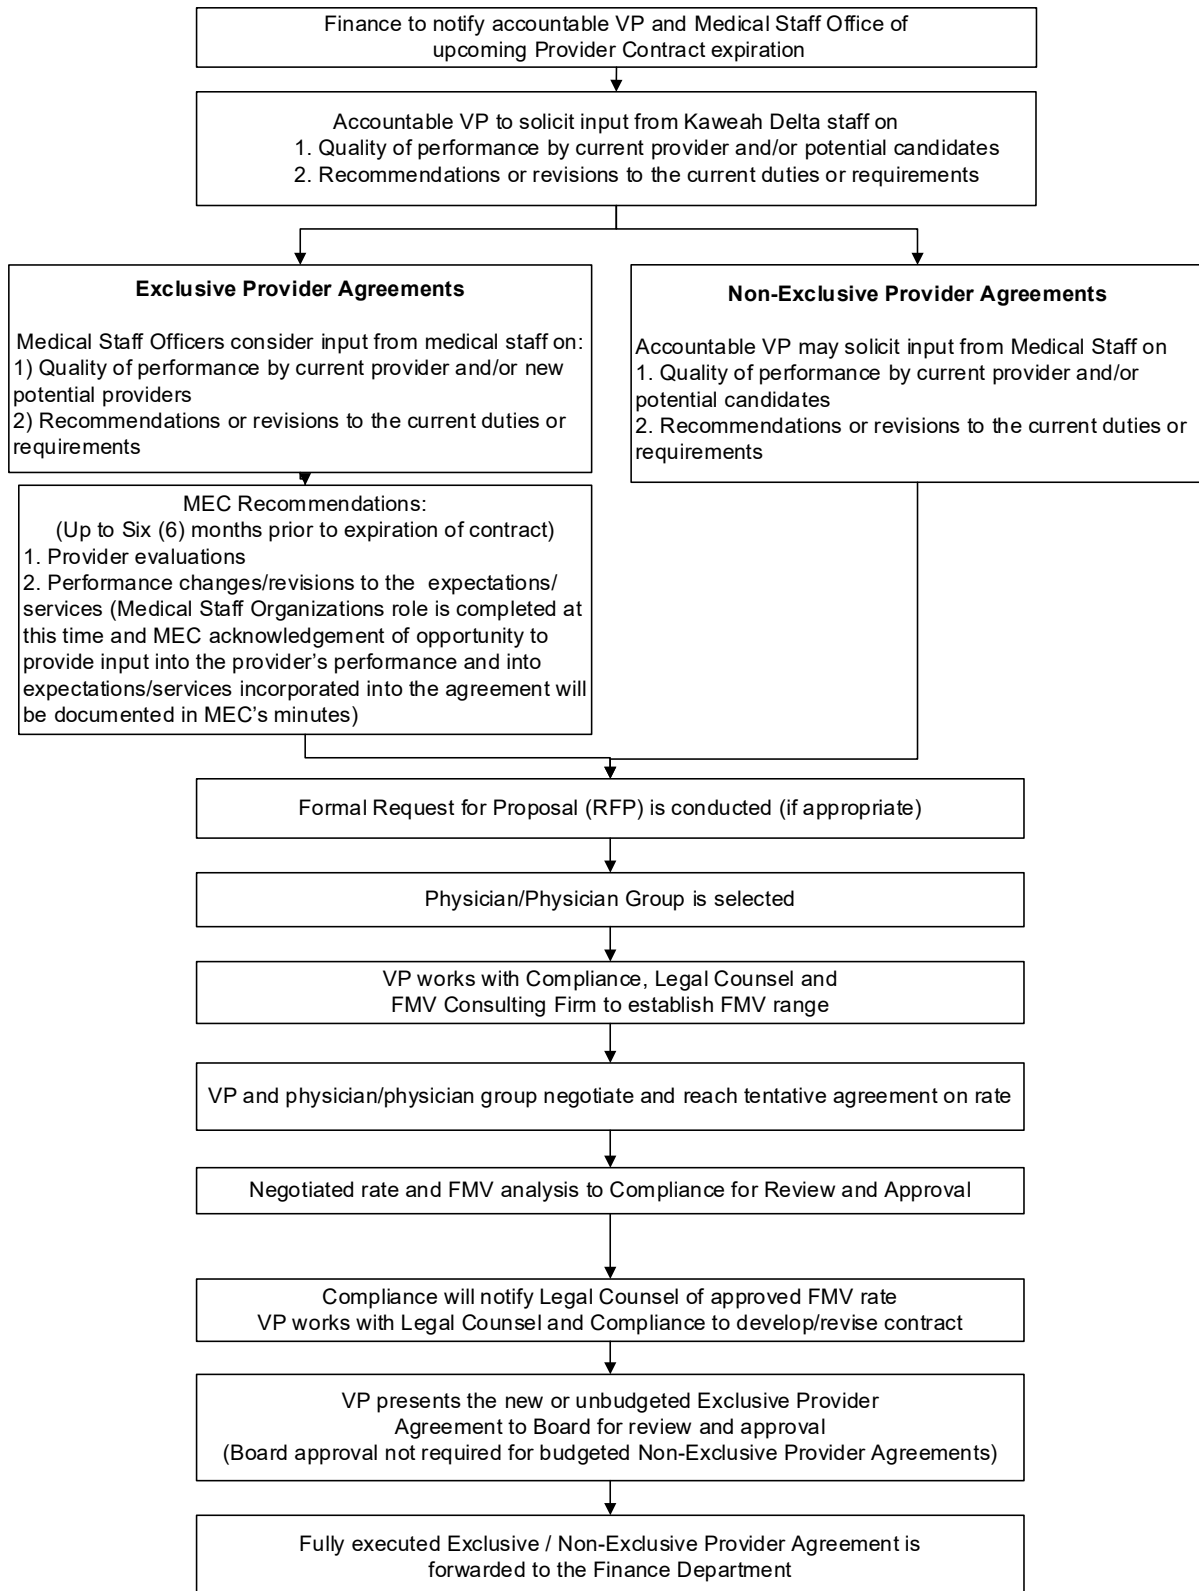 Finance to notify accountable VP and Medical Staff Office of
upcoming Provider Contract expiration
Accountable VP to solicit input from Kaweah Delta staff on
1. Quality of performance by current provider and/or potential candidates
2. Recommendations or revisions to the current duties or requirements
Exclusive Provider Agreements
Medical Staff Officers consider input from medical staff on:
1) Quality of performance by current provider and/or new
potential providers
2) Recommendations or revisions to the current duties or
requirements
Non-Exclusive Provider Agreements
Accountable VP may solicit input from Medical Staff on
1. Quality of performance by current provider and/or
potential candidates
2. Recommendations or revisions to the current duties or
requirements
MEC Recommendations:
(Up to Six (6) months prior to expiration of contract)
1. Provider evaluations
2. Performance changes/revisions to the expectations/
services (Medical Staff Organizations role is completed at
this time and MEC acknowledgement of opportunity to
provide input into the provider's performance and into
expectations/services incorporated into the agreement will
be documented in MEC's minutes)
Formal Request for Proposal (RFP) is conducted (if appropriate)
Physician/Physician Group is selected
VP works with Compliance, Legal Counsel and
FMV Consulting Firm to establish FMV range
VP and physician/physician group negotiate and reach tentative agreement on rate
Negotiated rate and FMV analysis to Compliance for Review and Approval
Compliance will notify Legal Counsel of approved FMV rate
VP works with Legal Counsel and Compliance to develop/revise contract
VP presents the new or unbudgeted Exclusive Provider
Agreement to Board for review and approval
(Board approval not required for budgeted Non-Exclusive Provider Agreements)
Fully executed Exclusive / Non-Exclusive Provider Agreement is
forwarded to the Finance Department